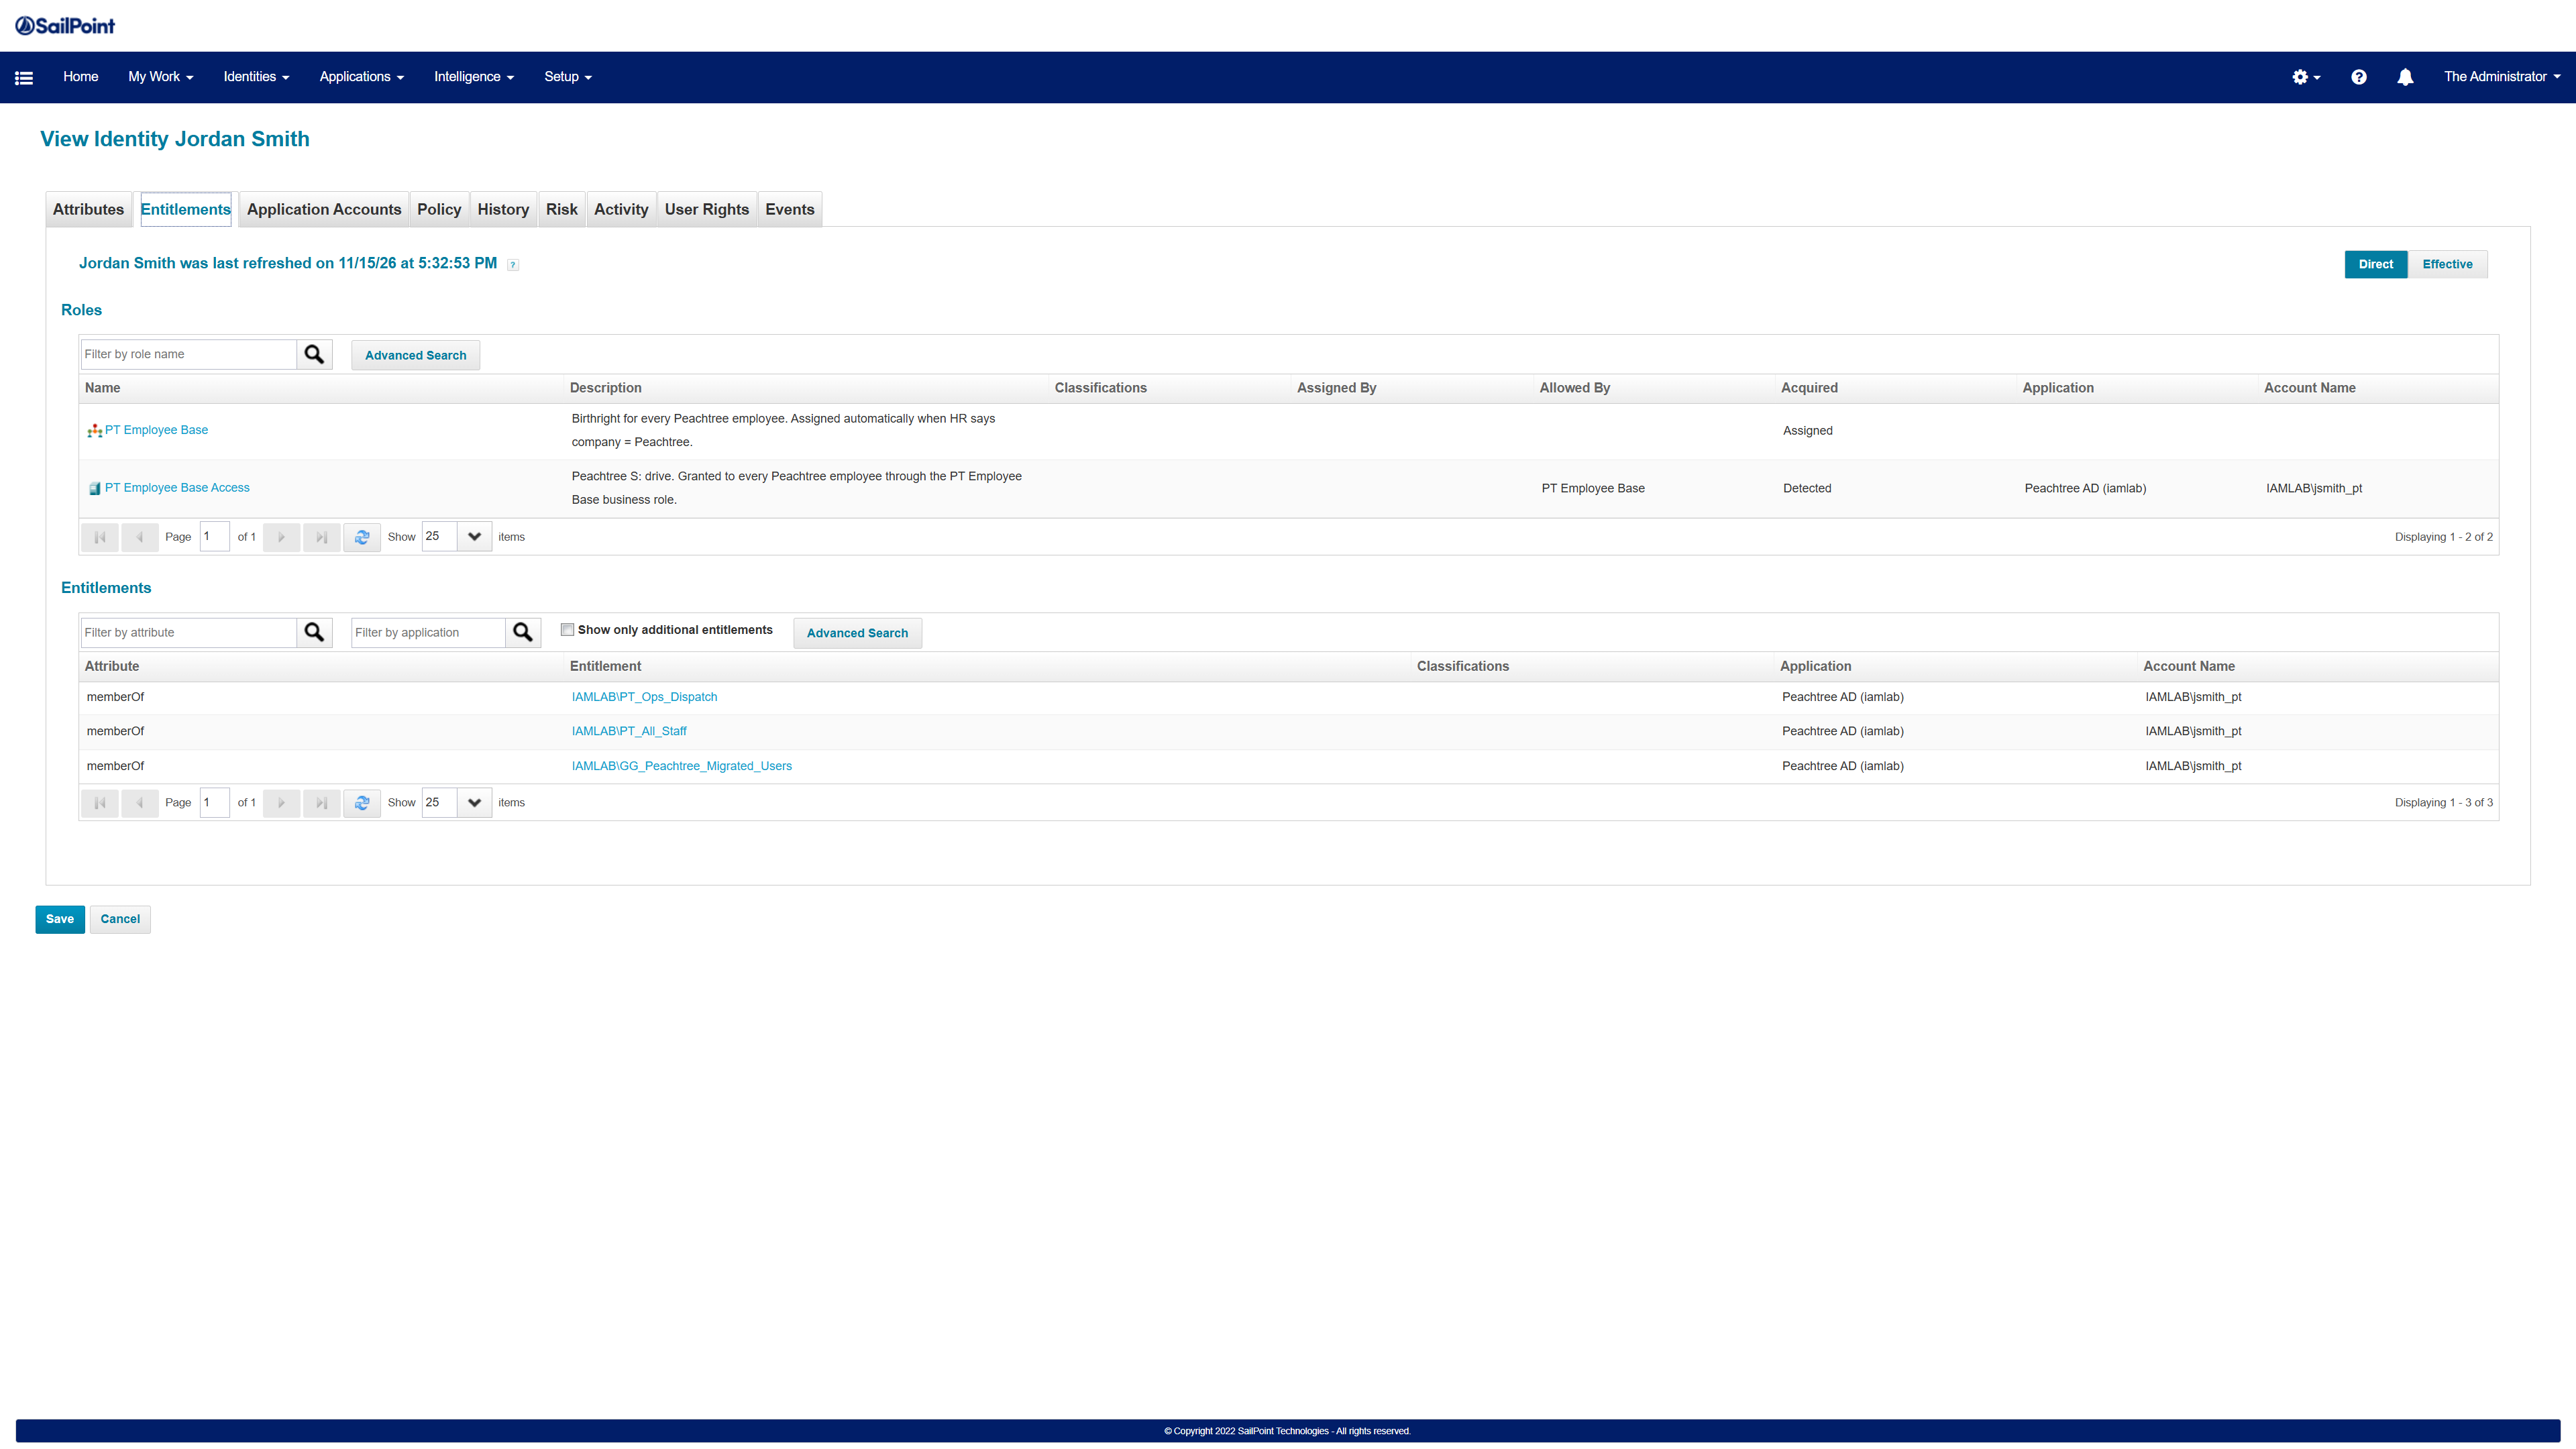 SailPoint
Home My Work Identities Applications Intelligence Setup The Administrator
View Identity Jordan Smith
Attributes Entitlements Application Accounts Policy History Risk Activity User Rights Events
Jordan Smith was last refreshed on 11/15/26 at 5:32:53 PM ? Direct Effective
Roles
Filter by role name Advanced Search
Name Description Classifications Assigned By Allowed By Acquired Application Account Name
Birthright for every Peachtree employee. Assigned automatically when HR says
PT Employee Base Assigned
company = Peachtree.
Peachtree S: drive. Granted to every Peachtree employee through the PT Employee
PT Employee Base Access PT Employee Base Detected Peachtree AD (iamlab) IAMLAB\jsmith_pt
Base business role.
Page 1 of 1 Show 25 items Displaying 1 - 2 of 2
Entitlements
Filter by attribute Filter by application Show only additional entitlements Advanced Search
Attribute Entitlement Classifications Application Account Name
memberOf IAMLAB\PT_Ops_Dispatch Peachtree AD (iamlab) IAMLAB\jsmith_pt
memberOf IAMLAB\PT_All_Staff Peachtree AD (iamlab) IAMLAB\jsmith_pt
memberOf IAMLAB\GG_Peachtree_Migrated_Users Peachtree AD (iamlab) IAMLAB\jsmith_pt
Page 1 of 1 Show 25 items Displaying 1 - 3 of 3
Save Cancel
© Copyright 2022 SailPoint Technologies - All rights reserved.